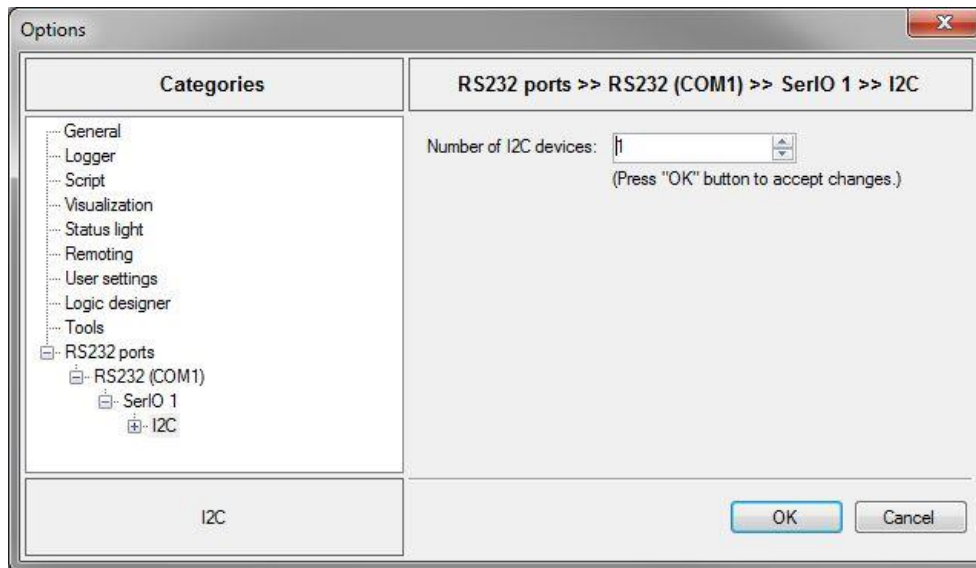 Options
Categories
General
Logger
Script
Visualization
Status light
Remoting
User settings
Logic designer
Tools
RS232 ports
RS232 (COM1)
SerIO 1
I2C
I2C
RS232 ports >> RS232 (COM1) >> SerIO 1 >> I2C
Number of I2C devices: 1
(Press "OK" button to accept changes.)
OK Cancel